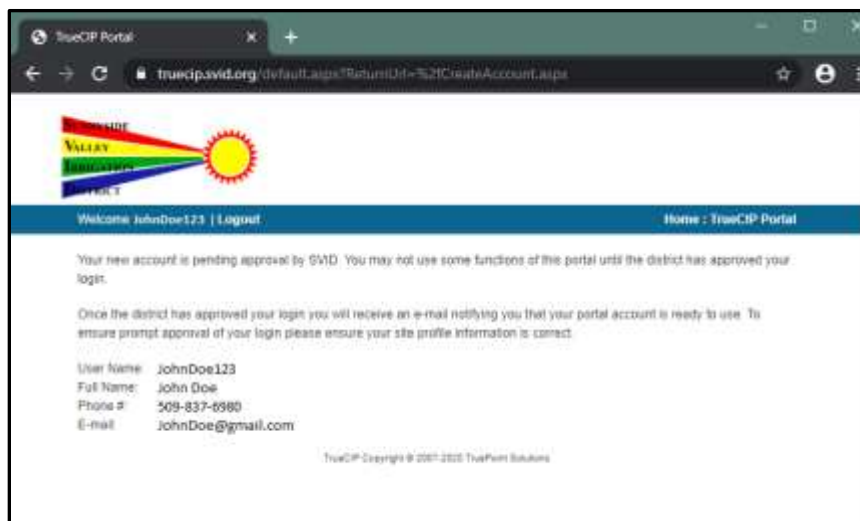 TrueCIP Portal
truecip.svid.org/default.aspx?ReturnUrl=%2fCreateAccount.aspx
SUNNYSIDE
VALLEY
IRRIGATION
DISTRICT
Welcome JohnDoe123 | Logout
Home : TrueCIP Portal
Your new account is pending approval by SVID. You may not use some functions of this portal until the district has approved your
login.
Once the district has approved your login you will receive an e-mail notifying you that your portal account is ready to use. To
ensure prompt approval of your login please ensure your site profile information is correct.
User Name: JohnDoe123
Full Name: John Doe
Phone #: 509-837-6980
E-mail: JohnDoe@gmail.com
TrueCIP Copyright © 2007-2020 TruePoint Solutions